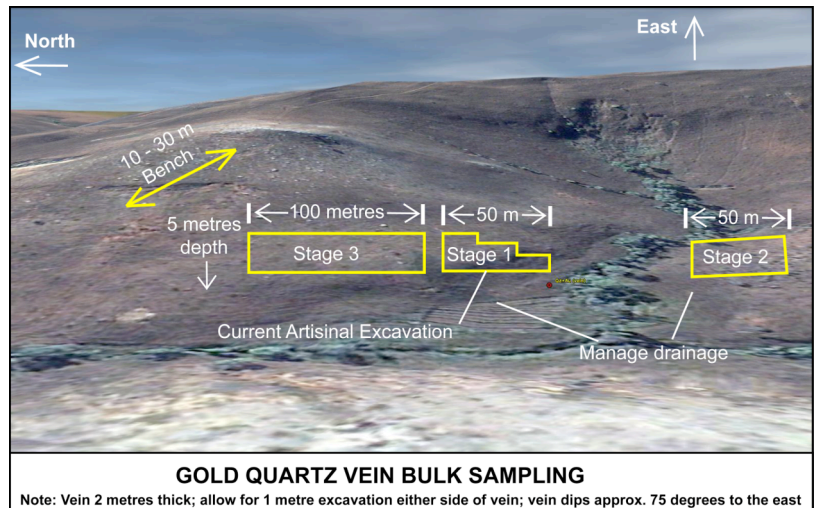 North
East
10 - 30 m
Bench
5 metres
depth
100 metres
50 m
50 m
Stage 3
Stage 1
Stage 2
Current Artisinal Excavation
Manage drainage
GOLD QUARTZ VEIN BULK SAMPLING
Note: Vein 2 metres thick; allow for 1 metre excavation either side of vein; vein dips approx. 75 degrees to the east